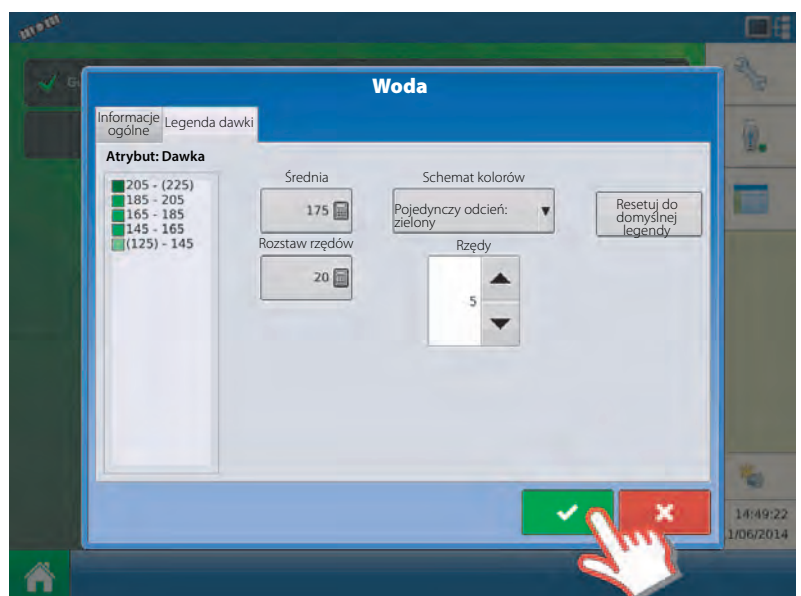 Woda
Informacje
ogólne
Legenda dawki
Atrybut: Dawka
205 - (225)
185 - 205
165 - 185
145 - 165
(125) - 145
Średnia
175
Rozstaw rzędów
20
Schemat kolorów
Pojedynczy odcień:
zielony
Rzędy
5
Resetuj do
domyślnej
legendy
14:49:22
1/06/2014